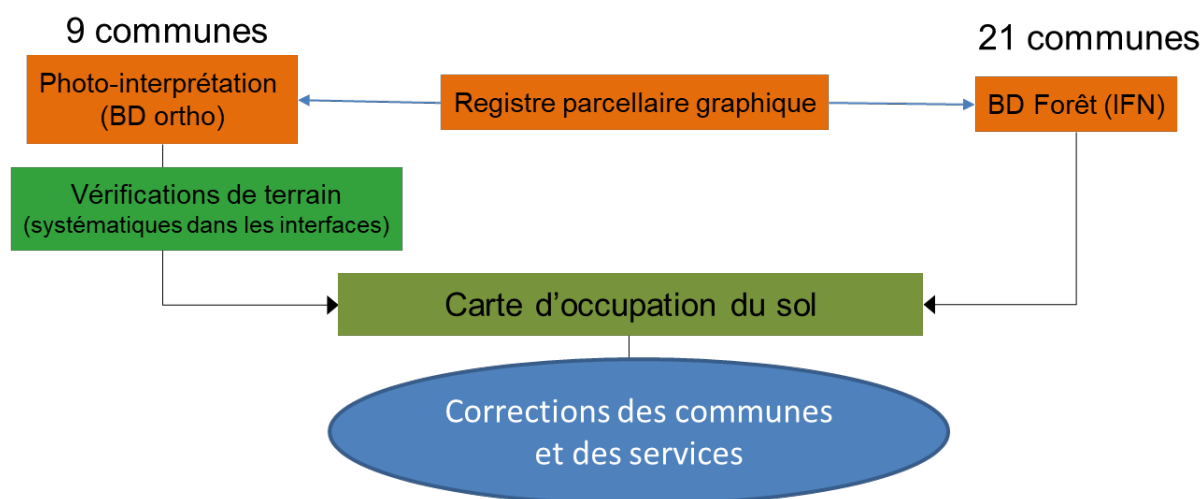 9 communes
21 communes
Photo-interprétation
(BD ortho)
Registre parcellaire graphique
BD Forêt (IFN)
Vérifications de terrain
(systématiques dans les interfaces)
Carte d'occupation du sol
Corrections des communes
et des services